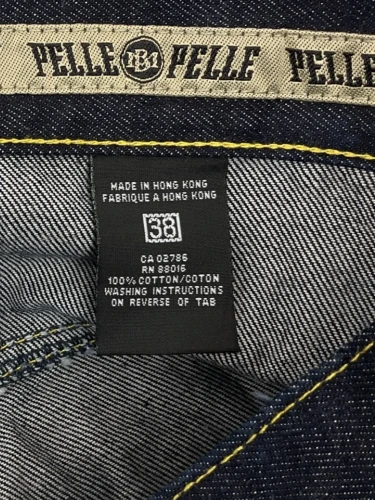 PELLE PELLE PELLE
MADE IN HONG KONG
FABRIQUE A HONG KONG
38
CA 02786
RN 88016
100% COTTON/COTON
WASHING INSTRUCTIONS
ON REVERSE OF TAB